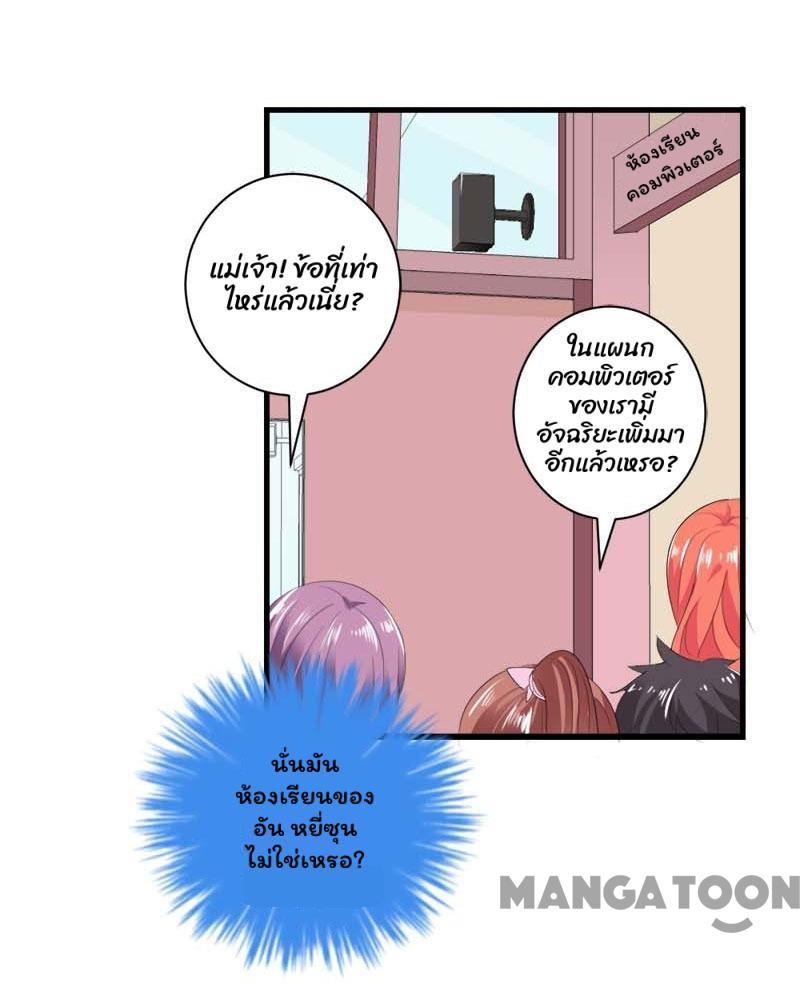 ห้องเรียน
คอมพิวเตอร์
แม่เจ้า! ข้อที่เท่า
ไหร่แล้วเนี่ย?
ในแผนก
คอมพิวเตอร์
ของเรามี
อัจฉริยะเพิ่มมา
อีกแล้วเหรอ?
นั่นมัน
ห้องเรียนของ
อัน หยี่ซุน
ไม่ใช่เหรอ?
MANGATOON